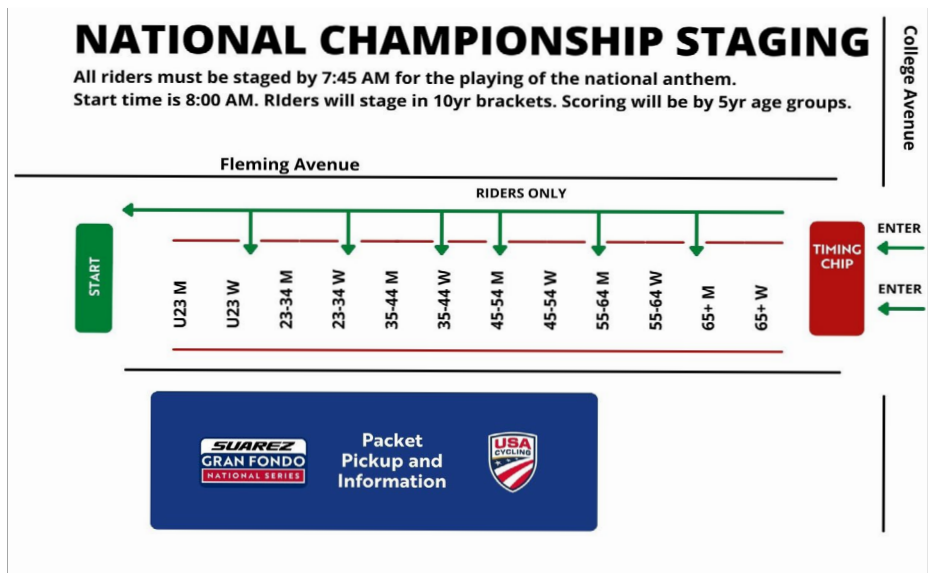 NATIONAL CHAMPIONSHIP STAGING
All riders must be staged by 7:45 AM for the playing of the national anthem.
Start time is 8:00 AM. RIders will stage in 10yr brackets. Scoring will be by 5yr age groups.
College Avenue
Fleming Avenue
RIDERS ONLY
START
U23 M
U23 W
23-34 M
23-34 W
35-44 M
35-44 W
45-54 M
45-54 W
55-64 M
55-64 W
65+ M
65+ W
TIMING
CHIP
ENTER
ENTER
SUAREZ
GRAN FONDO
NATIONAL SERIES
Packet
Pickup and
Information
USA
CYCLING